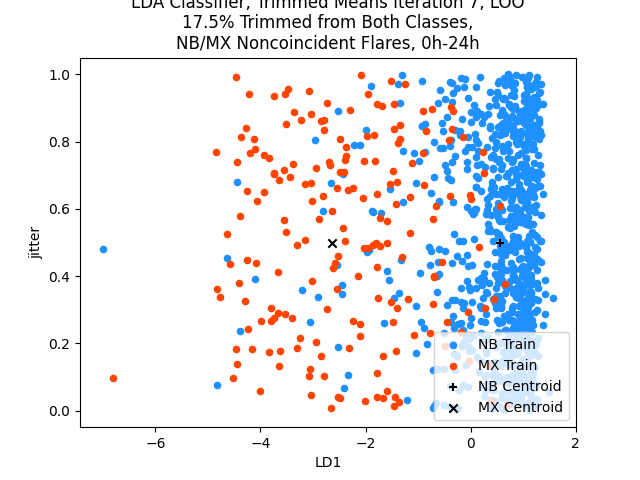 LDA Classifier, Trimmed Means Iteration 7, LOO
17.5% Trimmed from Both Classes,
NB/MX Noncoincident Flares, 0h-24h
1.0
0.8
0.6
0.4
0.2
0.0
jitter
−6
−4
−2
0
2
LD1
NB Train
MX Train
NB Centroid
MX Centroid